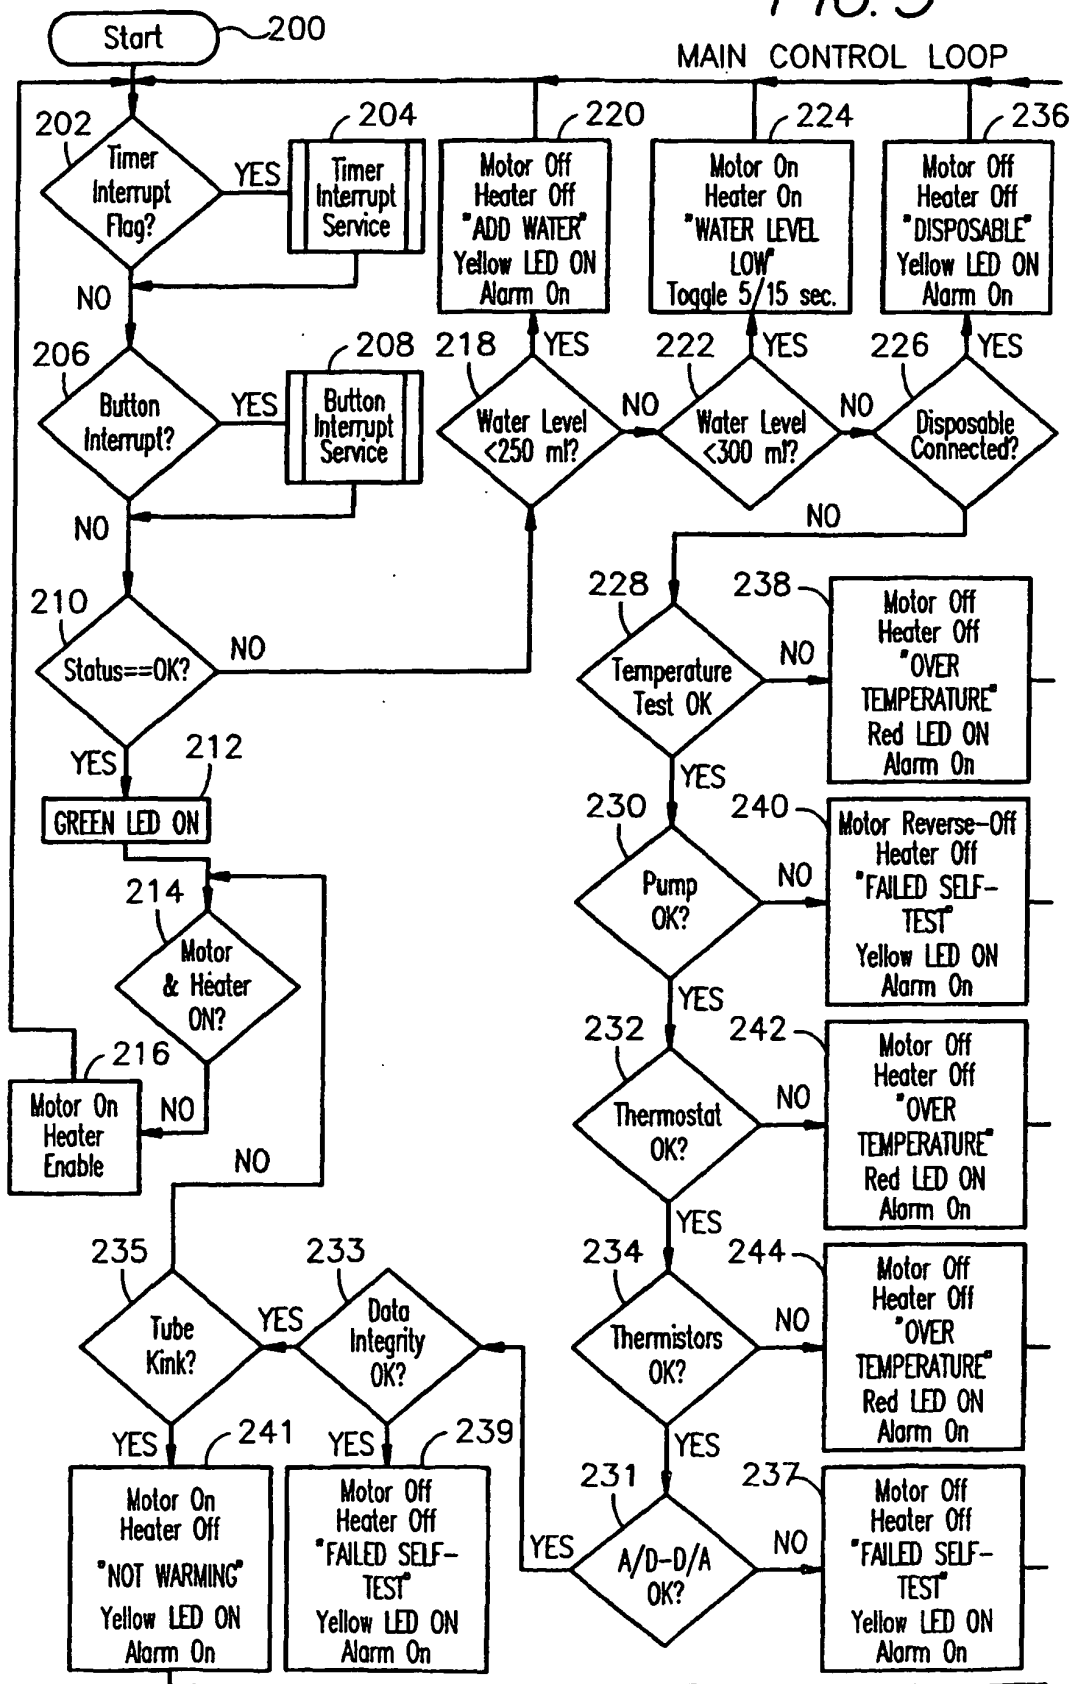 Start
200
MAIN CONTROL LOOP
202
Timer
Interrupt
Flag?
YES
NO
204
Timer
Interrupt
Service
220
Motor Off
Heater Off
"ADD WATER"
Yellow LED ON
Alarm On
224
Motor On
Heater On
"WATER LEVEL
LOW"
Toggle 5/15 sec.
236
Motor Off
Heater Off
"DISPOSABLE"
Yellow LED ON
Alarm On
206
Button
Interrupt?
YES
NO
208
Button
Interrupt
Service
218
Water Level
<250 ml?
YES
NO
222
Water Level
<300 ml?
YES
NO
226
Disposable
Connected?
YES
NO
210
Status==OK?
NO
YES
212
GREEN LED ON
214
Motor
& Heater
ON?
NO
216
Motor On
Heater
Enable
228
Temperature
Test OK
NO
YES
238
Motor Off
Heater Off
"OVER
TEMPERATURE"
Red LED ON
Alarm On
230
Pump
OK?
NO
YES
240
Motor Reverse-Off
Heater Off
"FAILED SELF-
TEST"
Yellow LED ON
Alarm On
232
Thermostat
OK?
NO
YES
242
Motor Off
Heater Off
"OVER
TEMPERATURE"
Red LED ON
Alarm On
234
Thermistors
OK?
NO
YES
244
Motor Off
Heater Off
"OVER
TEMPERATURE"
Red LED ON
Alarm On
231
A/D-D/A
OK?
NO
YES
237
Motor Off
Heater Off
"FAILED SELF-
TEST"
Yellow LED ON
Alarm On
233
Data
Integrity
OK?
YES
YES
239
Motor Off
Heater Off
"FAILED SELF-
TEST"
Yellow LED ON
Alarm On
235
Tube
Kink?
NO
YES
241
Motor On
Heater Off
"NOT WARMING"
Yellow LED ON
Alarm On